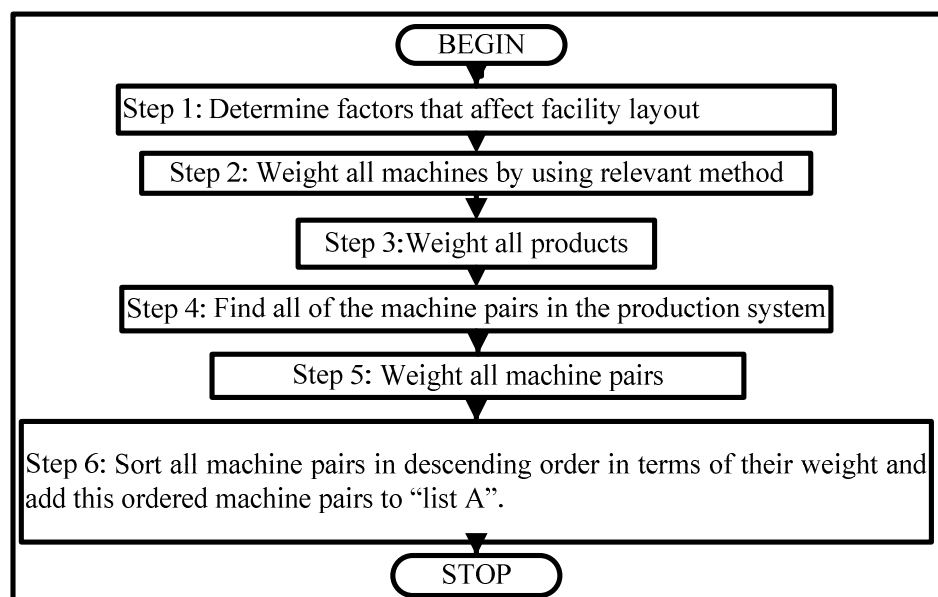 BEGIN
Step 1: Determine factors that affect facility layout
Step 2: Weight all machines by using relevant method
Step 3:Weight all products
Step 4: Find all of the machine pairs in the production system
Step 5: Weight all machine pairs
Step 6: Sort all machine pairs in descending order in terms of their weight and
add this ordered machine pairs to “list A”.
STOP